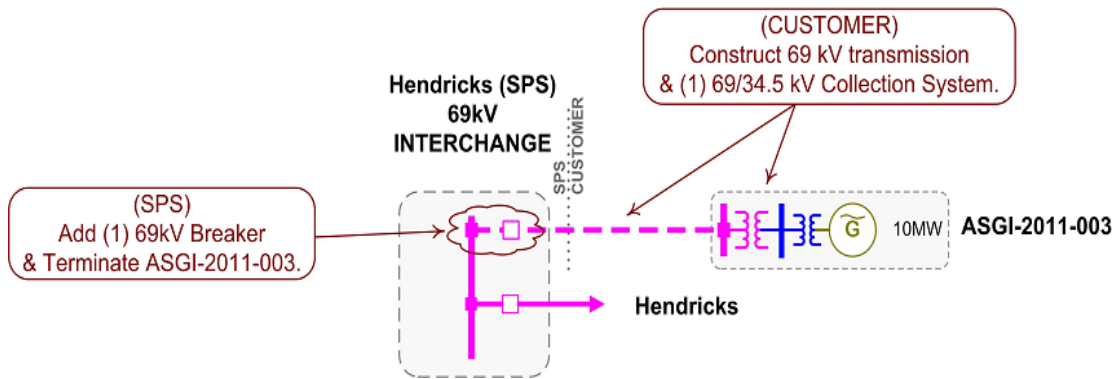 (CUSTOMER)
Construct 69 kV transmission
& (1) 69/34.5 kV Collection System.
Hendricks (SPS)
69kV
INTERCHANGE
SPS
CUSTOMER
(SPS)
Add (1) 69kV Breaker
& Terminate ASGI-2011-003.
G
10MW
ASGI-2011-003
Hendricks